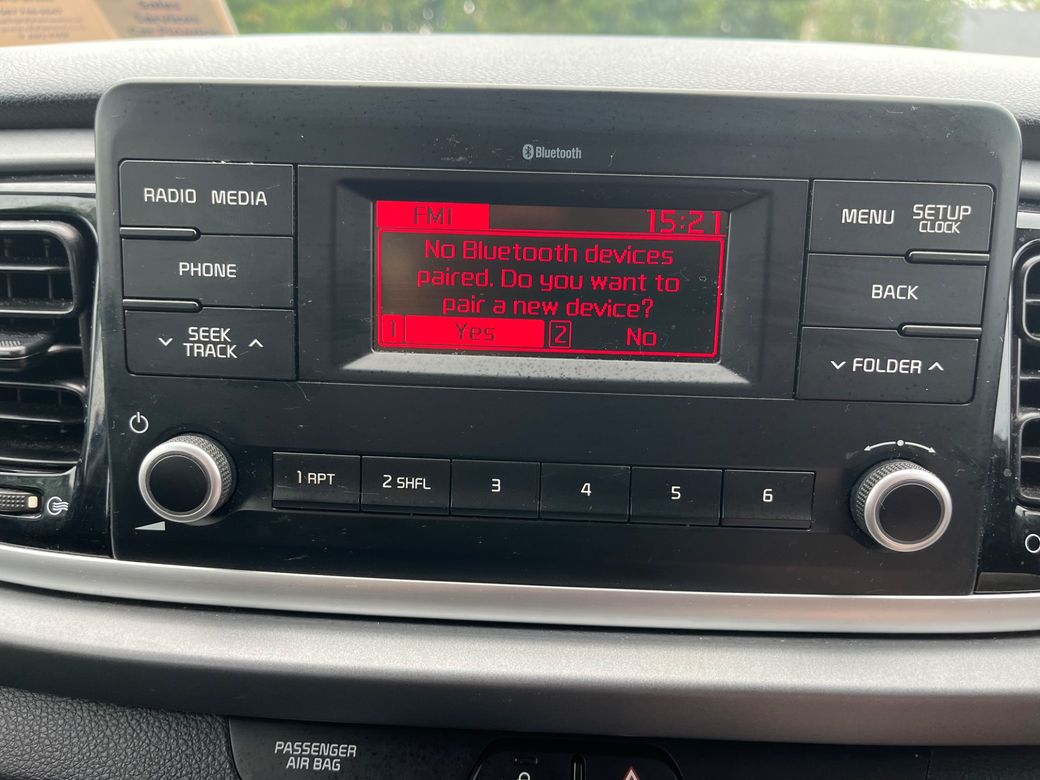 Sales
Bluetooth
RADIO MEDIA
PHONE
SEEK
TRACK
FM1
15:21
No Bluetooth devices
paired. Do you want to
pair a new device?
1 Yes 2 No
MENU SETUP
CLOCK
BACK
FOLDER
1 RPT
2 SHFL
3
4
5
6
PASSENGER
AIR BAG